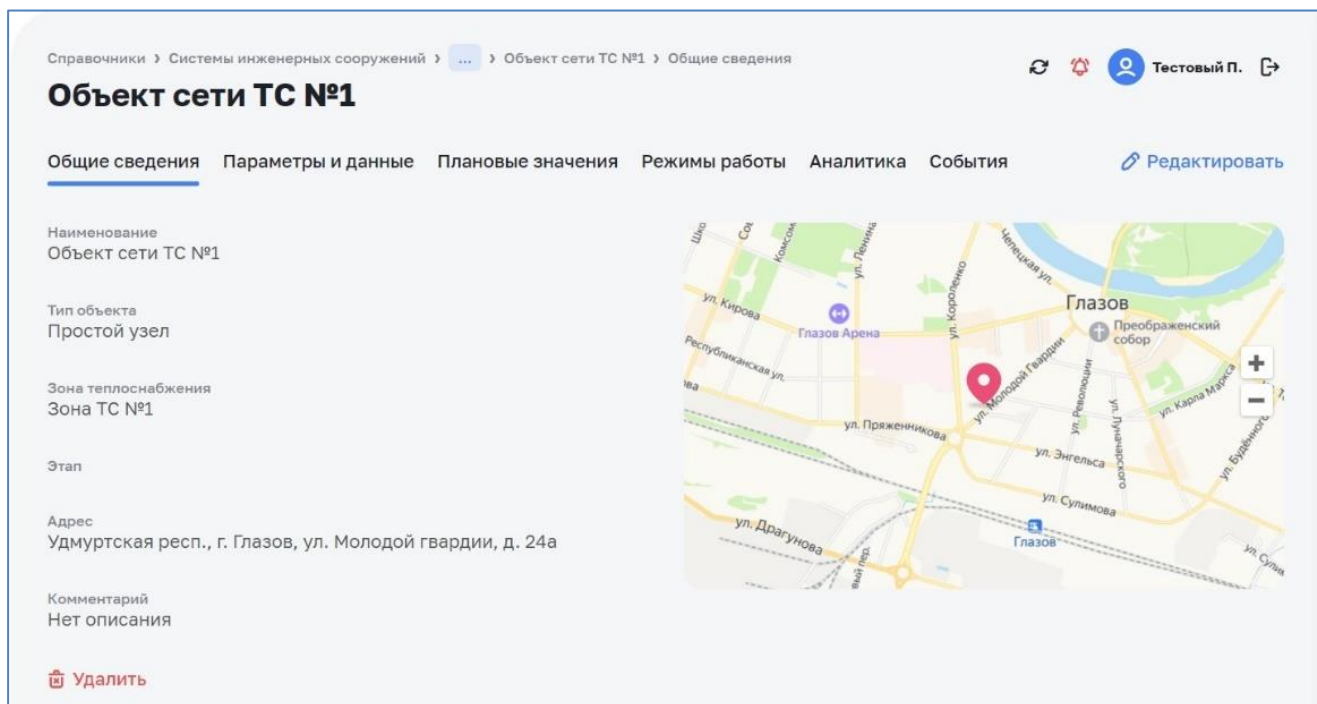 Справочники › Системы инженерных сооружений › ... › Объект сети ТС №1 › Общие сведения
Тестовый П.
Объект сети ТС №1
Общие сведения Параметры и данные Плановые значения Режимы работы Аналитика События
Редактировать
Наименование
Объект сети ТС №1
Тип объекта
Простой узел
Зона теплоснабжения
Зона ТС №1
Этап
Адрес
Удмуртская респ., г. Глазов, ул. Молодой гвардии, д. 24а
Комментарий
Нет описания
Удалить
ул. Ленина
Чепецкая ул.
ул. Кирова
ул. Короленко
Глазов
Глазов Арена
Преображенский
собор
Республиканская ул.
ул. Молодой Гвардии
+
−
ул. Революции
ул. Карла Маркса
ул. Пряженникова
ул. Луначарского
ул. Энгельса
ул. Будённого
ул. Сулимова
ул. Драгунова
Глазов